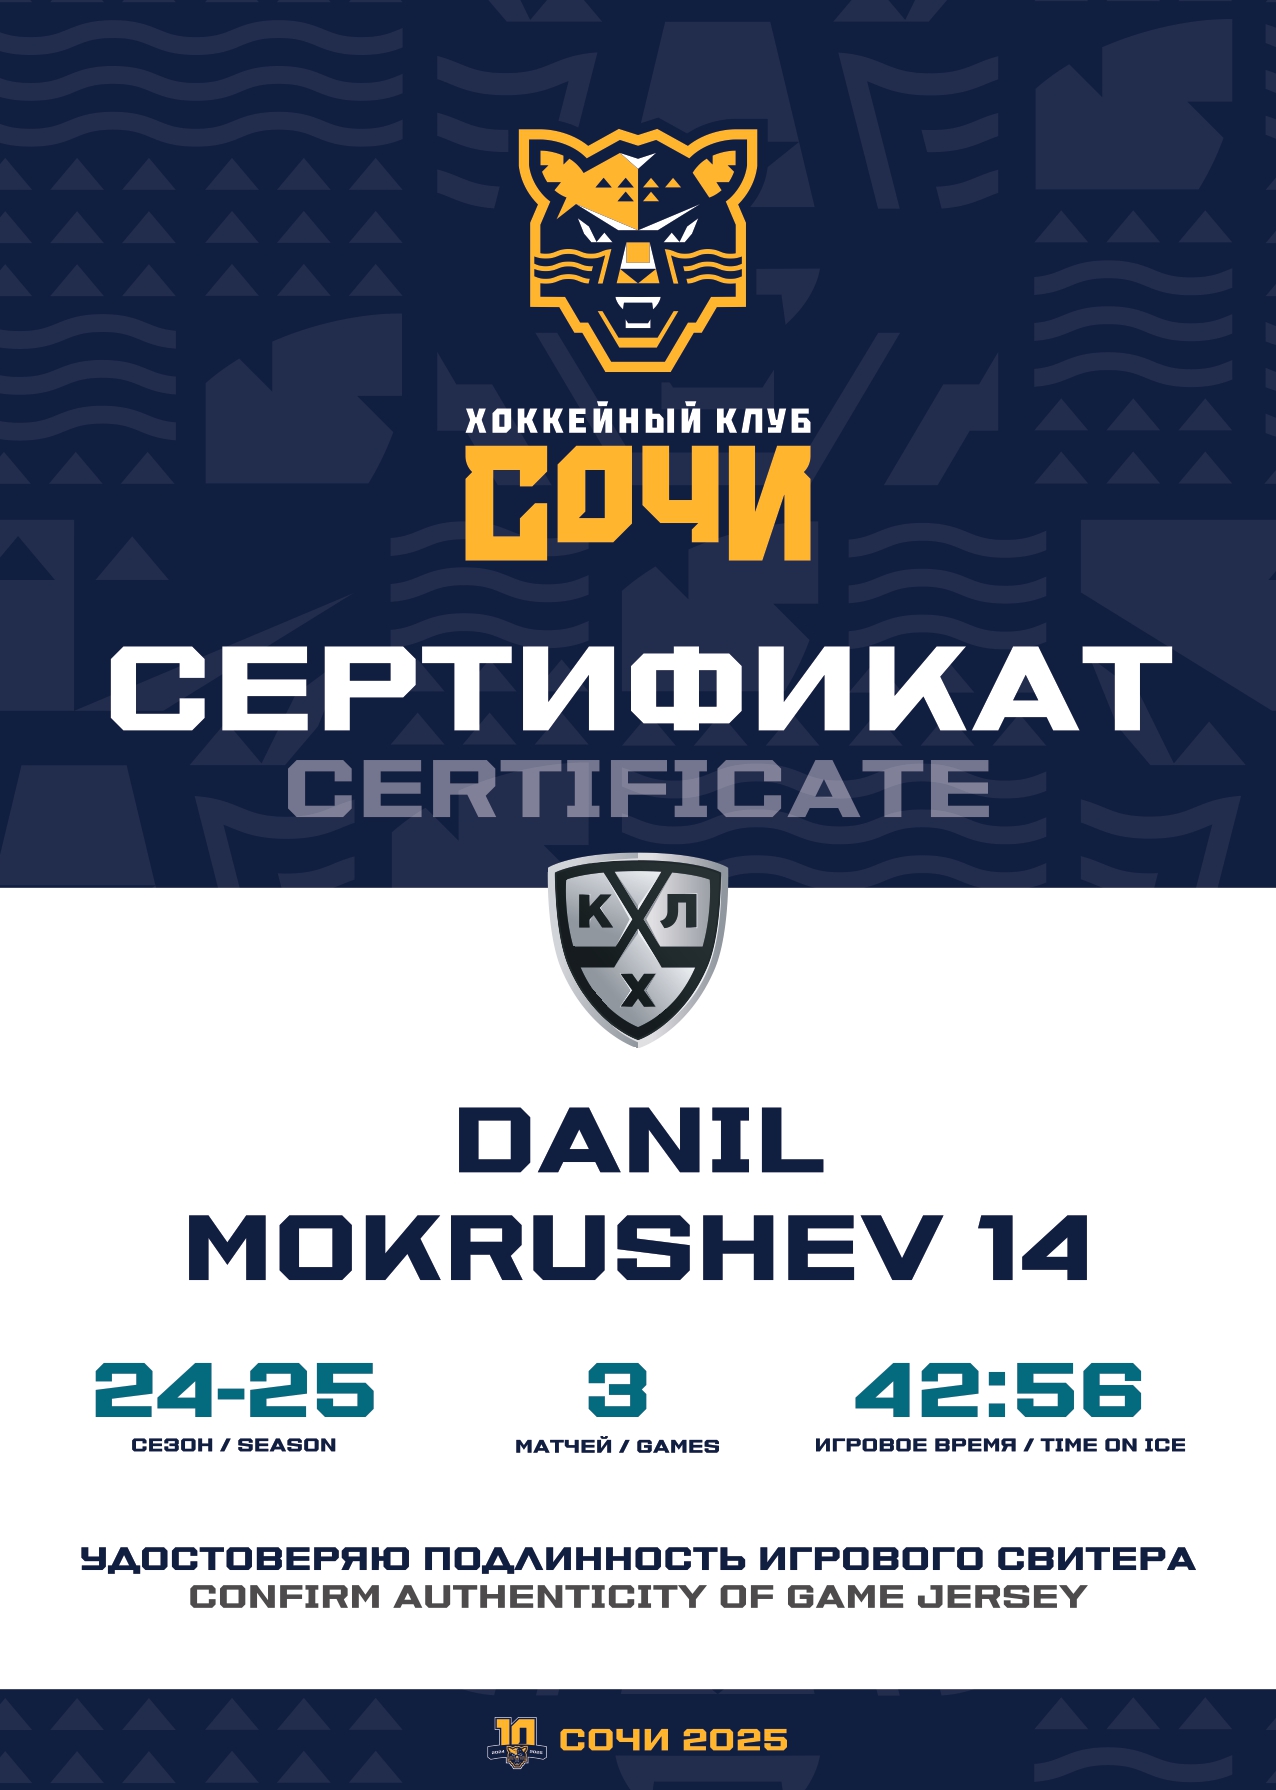 ХОККЕЙНЫЙ КЛУБ
СОЧИ
СЕРТИФИКАТ
CERTIFICATE
К Л
Х
DANIL
MOKRUSHEV 14
24-25
СЕЗОН / SEASON
3
МАТЧЕЙ / GAMES
42:56
ИГРОВОЕ ВРЕМЯ / TIME ON ICE
УДОСТОВЕРЯЮ ПОДЛИННОСТЬ ИГРОВОГО СВИТЕРА
CONFIRM AUTHENTICITY OF GAME JERSEY
10
СОЧИ 2025